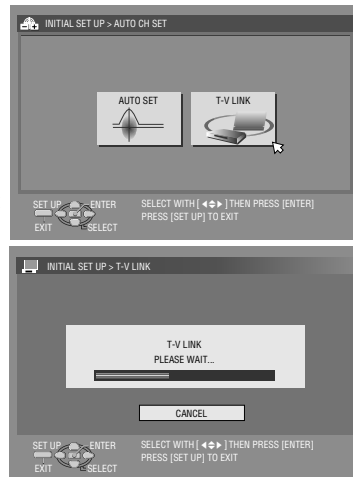 INITIAL SET UP > AUTO CH SET
AUTO SET
T-V LINK
SET UP
ENTER
EXIT
SELECT
SELECT WITH [ ◀◆▶ ] THEN PRESS [ENTER]
PRESS [SET UP] TO EXIT
INITIAL SET UP > T-V LINK
T-V LINK
PLEASE WAIT...
CANCEL
SET UP
ENTER
EXIT
SELECT
SELECT WITH [ ◀◆▶ ] THEN PRESS [ENTER]
PRESS [SET UP] TO EXIT